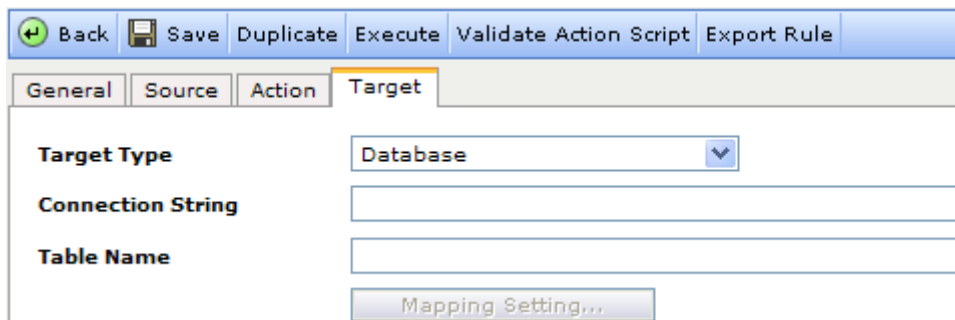 Back Save Duplicate Execute Validate Action Script Export Rule
General Source Action Target
Target Type Database
Connection String
Table Name
Mapping Setting...